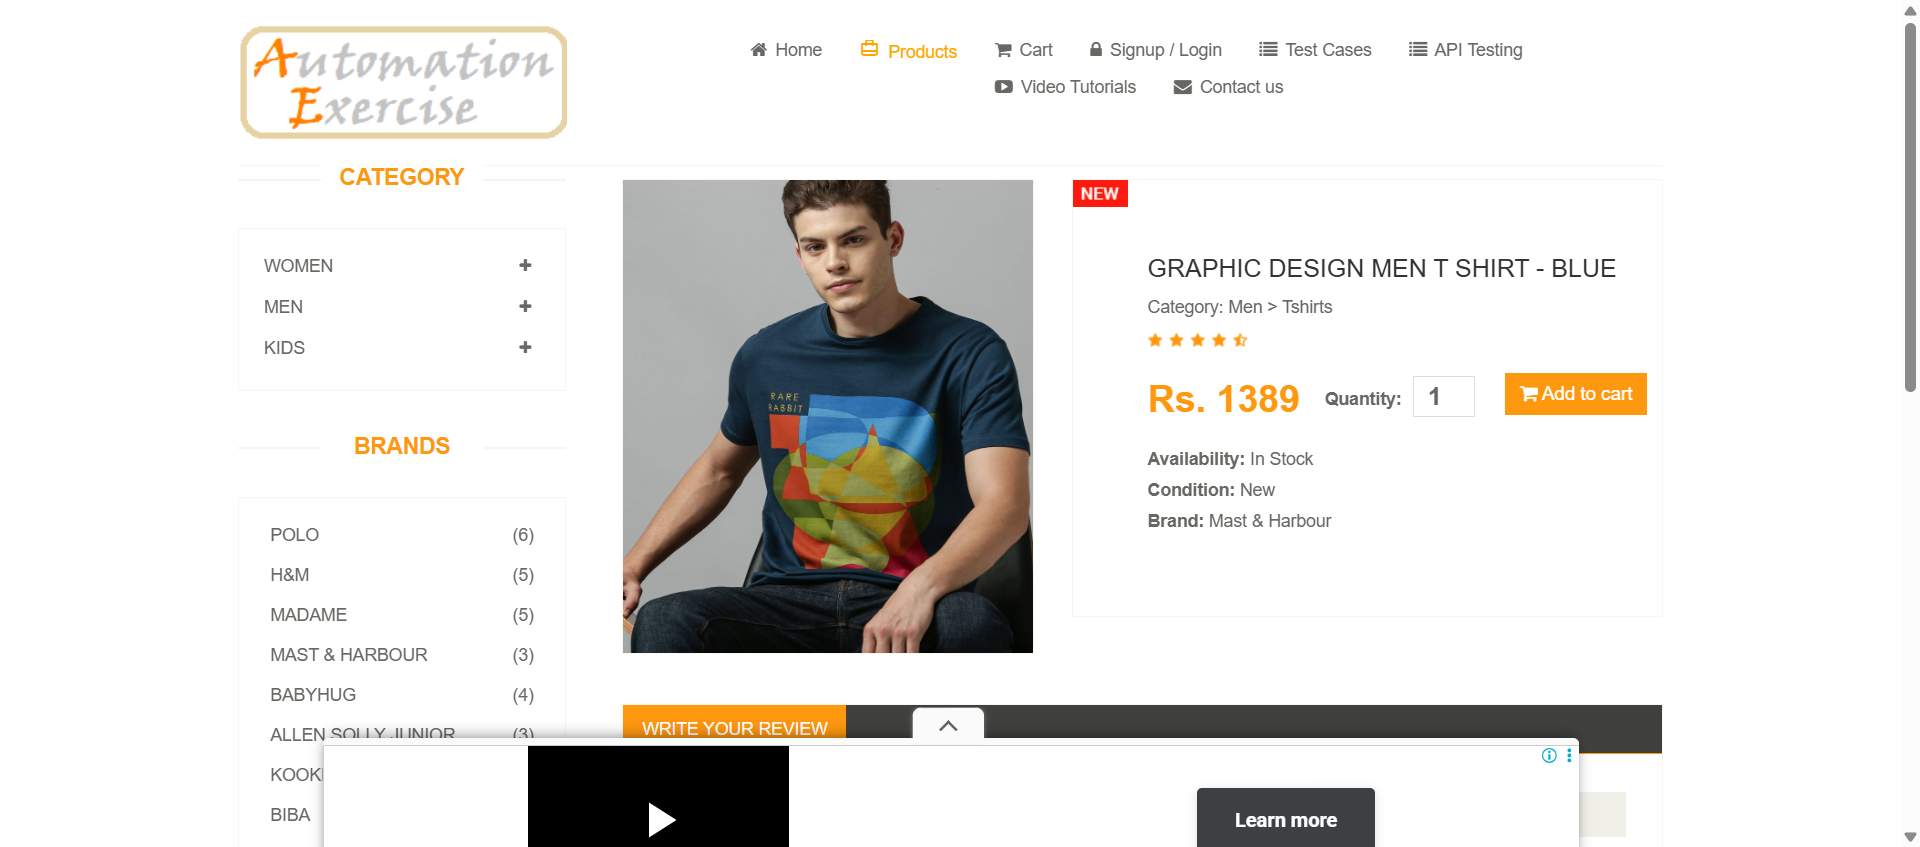 Automation
Exercise
Home
Products
Cart
Signup / Login
Test Cases
API Testing
Video Tutorials
Contact us
CATEGORY
WOMEN
MEN
KIDS
BRANDS
POLO (6)
H&M (5)
MADAME (5)
MAST & HARBOUR (3)
BABYHUG (4)
ALLEN SOLLY JUNIOR (3)
KOOKI
BIBA
RARE
RABBIT
NEW
GRAPHIC DESIGN MEN T SHIRT - BLUE
Category: Men > Tshirts
Rs. 1389 Quantity: 1 Add to cart
Availability: In Stock
Condition: New
Brand: Mast & Harbour
WRITE YOUR REVIEW
Learn more